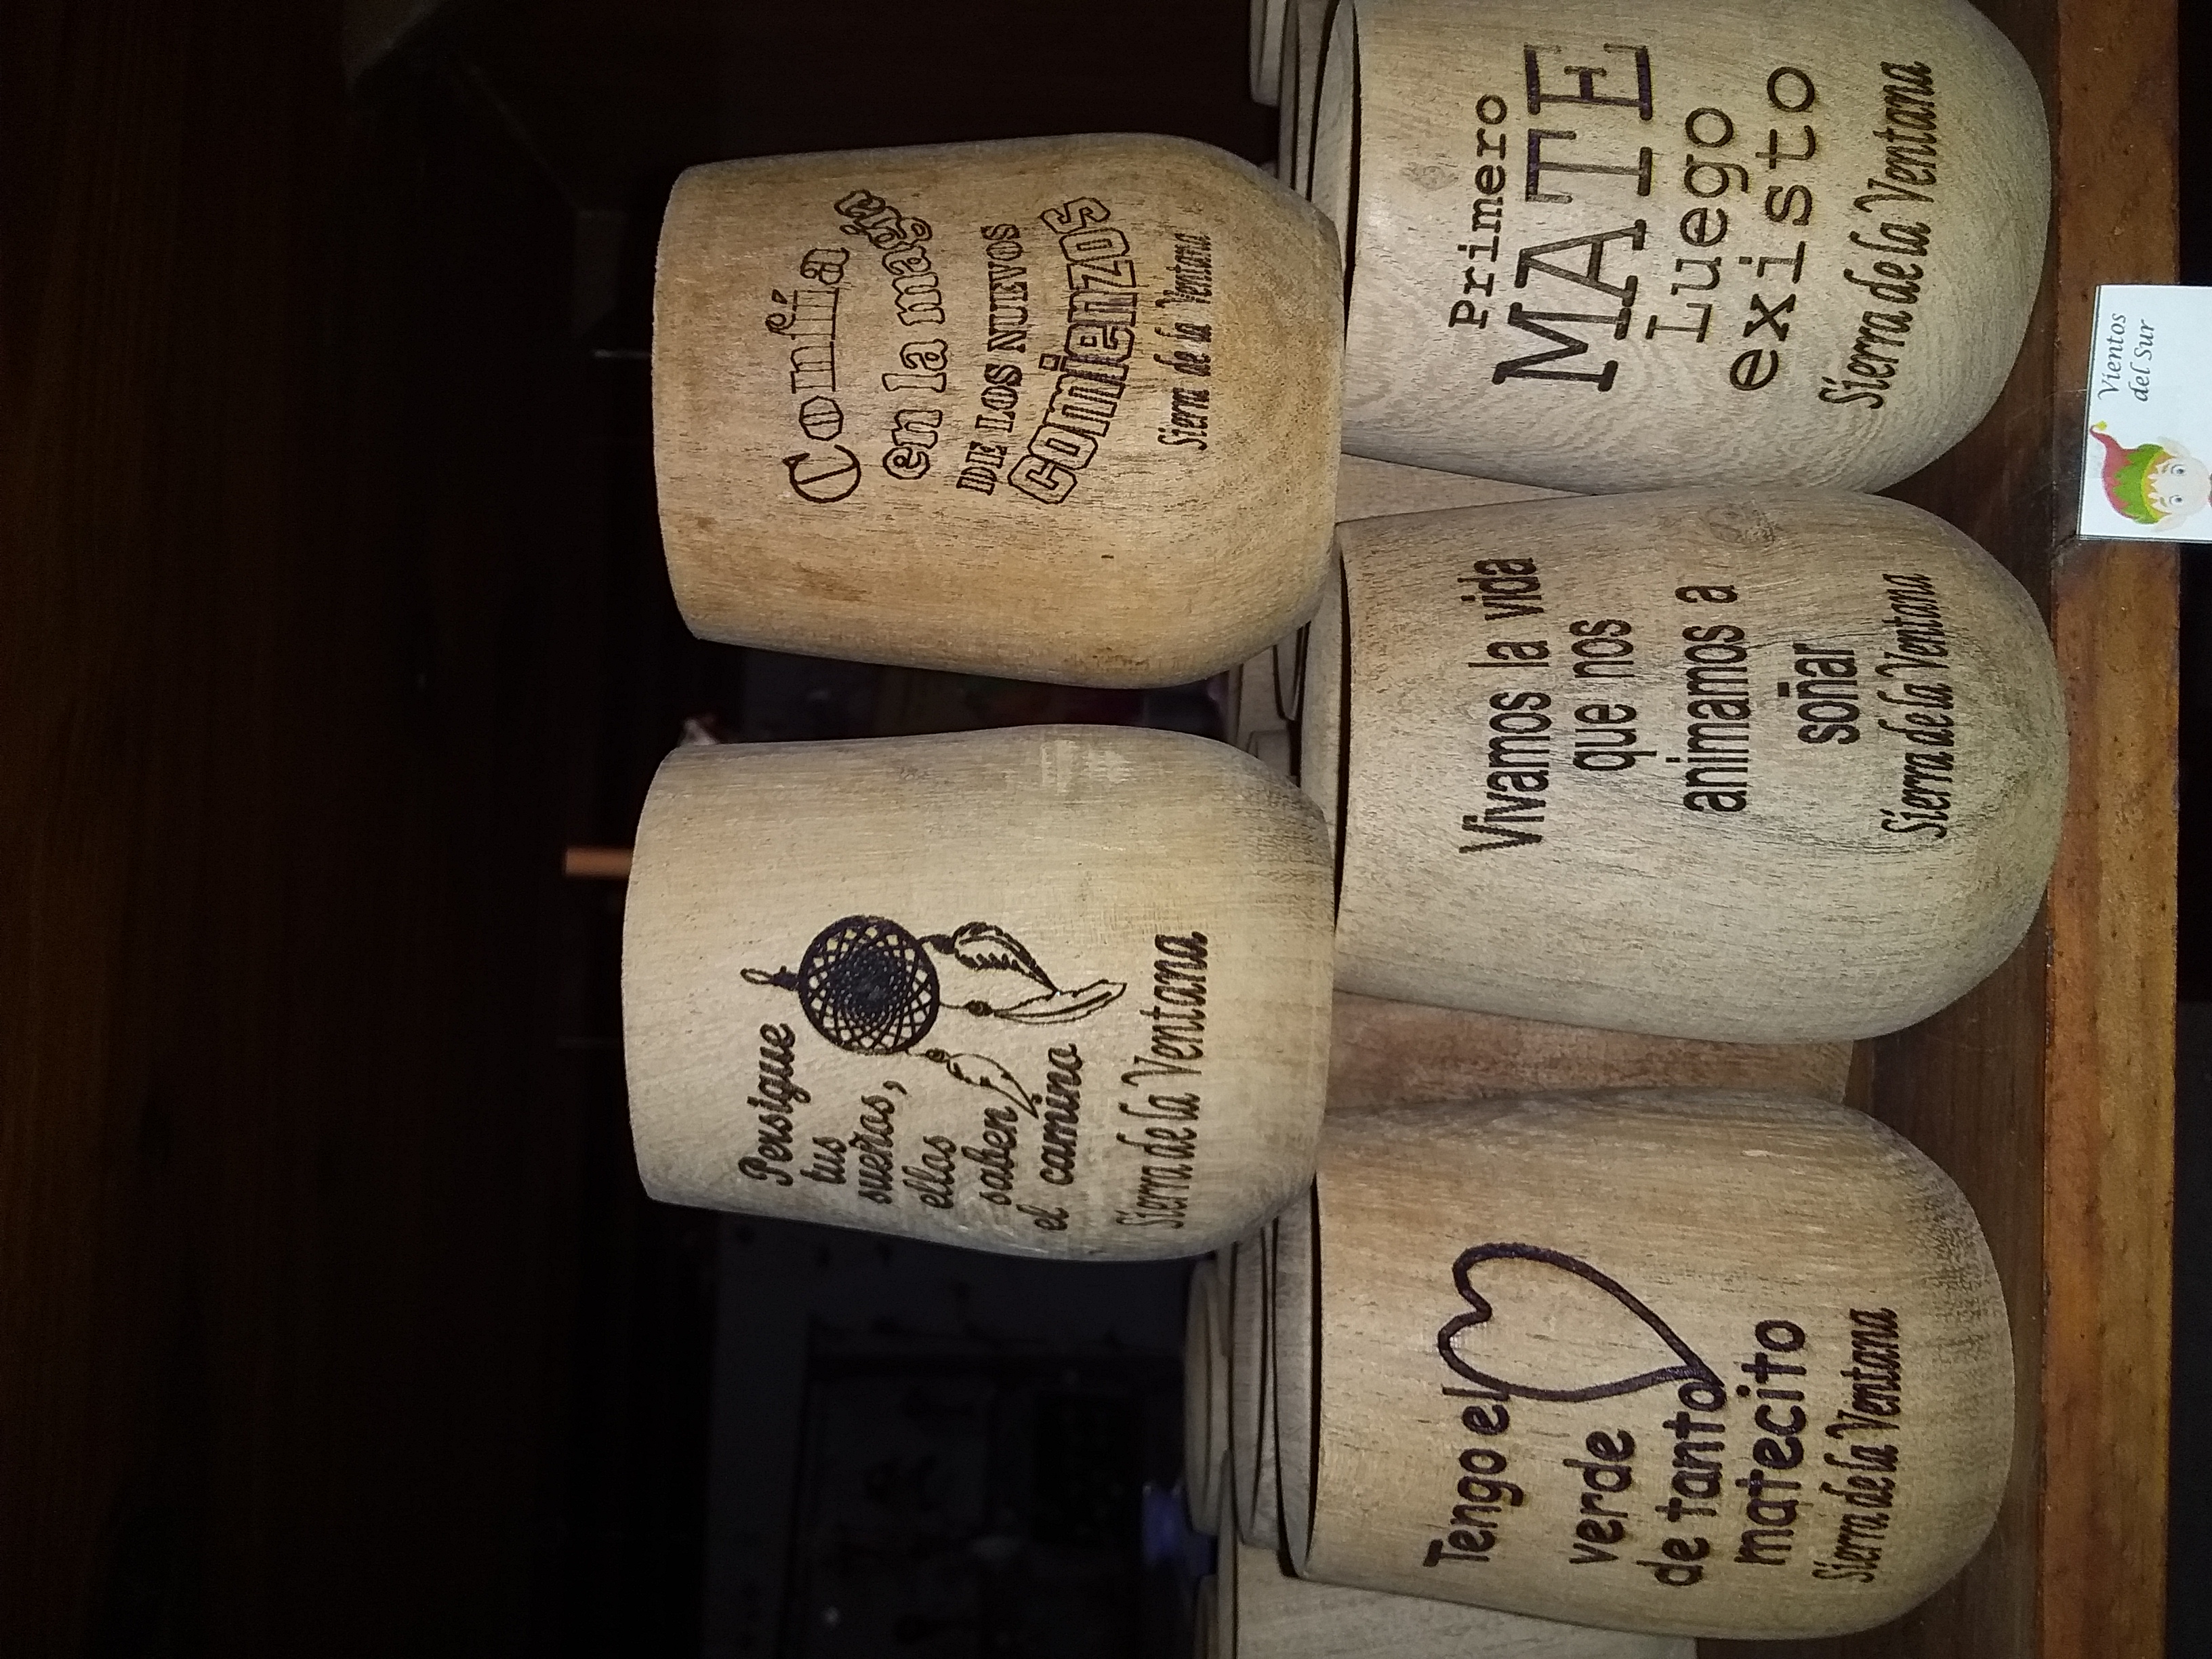 Persigue
tus
sueños,
ellos
saben
el camino
Sierra de la Ventana
Confía
en la magia
DE LOS NUEVOS
comienzos
Sierra de la Ventana
Tengo el
verde
de tanto
matecito
Sierra de la Ventana
Vivamos la vida
que nos
animamos a
soñar
Sierra de la Ventana
Primero
MATE
Luego
existo
Sierra de la Ventana
Vientos
del Sur